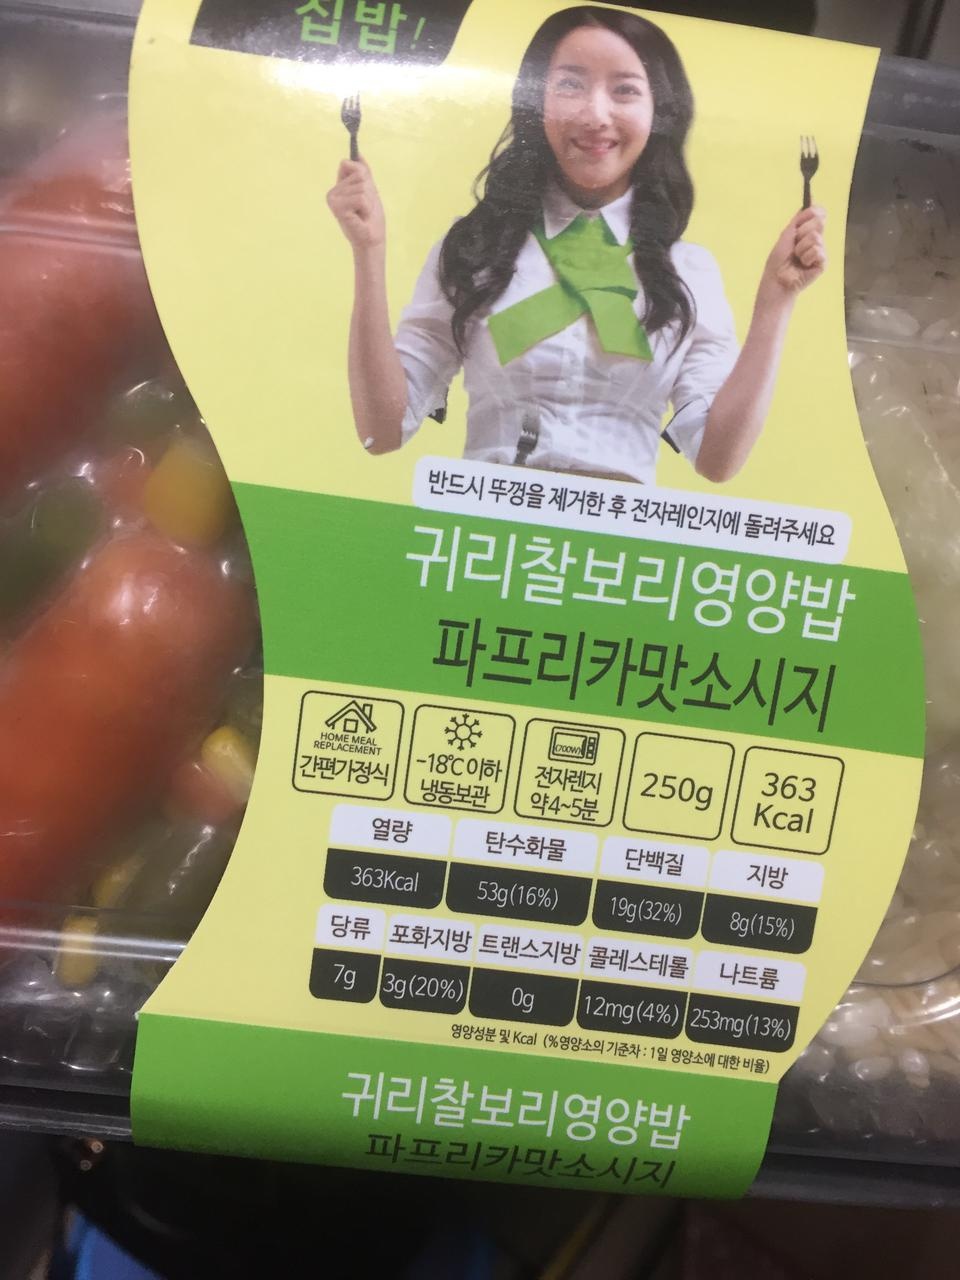 집밥!
반드시 뚜껑을 제거한 후 전자레인지에 돌려주세요
귀리찰보리영양밥
파프리카맛소시지
HOME MEAL
REPLACEMENT
간편가정식
-18℃ 이하
냉동보관
(700W)
전자렌지
약4~5분
250g
363
Kcal
열량 탄수화물 단백질 지방
363Kcal 53g(16%) 19g(32%) 8g(15%)
당류 포화지방 트랜스지방 콜레스테롤 나트륨
7g 3g(20%) 0g 12mg(4%) 253mg(13%)
영양성분 및 Kcal (%영양소의 기준차 : 1일 영양소에 대한 비율)
귀리찰보리영양밥
파프리카맛소시지